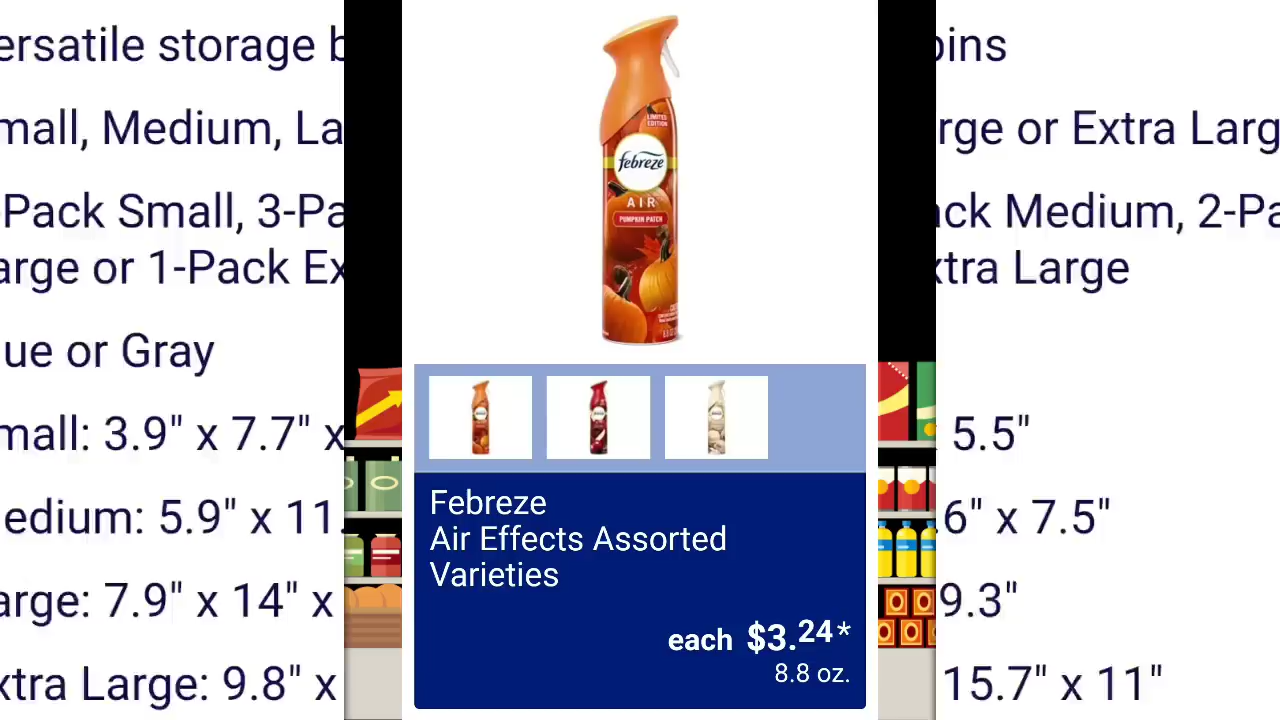 ersatile storage b
bins
mall, Medium, La
rge or Extra Larg
-Pack Small, 3-Pa
ack Medium, 2-Pa
arge or 1-Pack Ex
xtra Large
ue or Gray
mall: 3.9" x 7.7" x
5.5"
edium: 5.9" x 11.
6" x 7.5"
arge: 7.9" x 14" x
9.3"
xtra Large: 9.8" x
15.7" x 11"
LIMITED
EDITION
febreze
AIR
PUMPKIN PATCH
Febreze
Air Effects Assorted
Varieties
each $3.24*
8.8 oz.